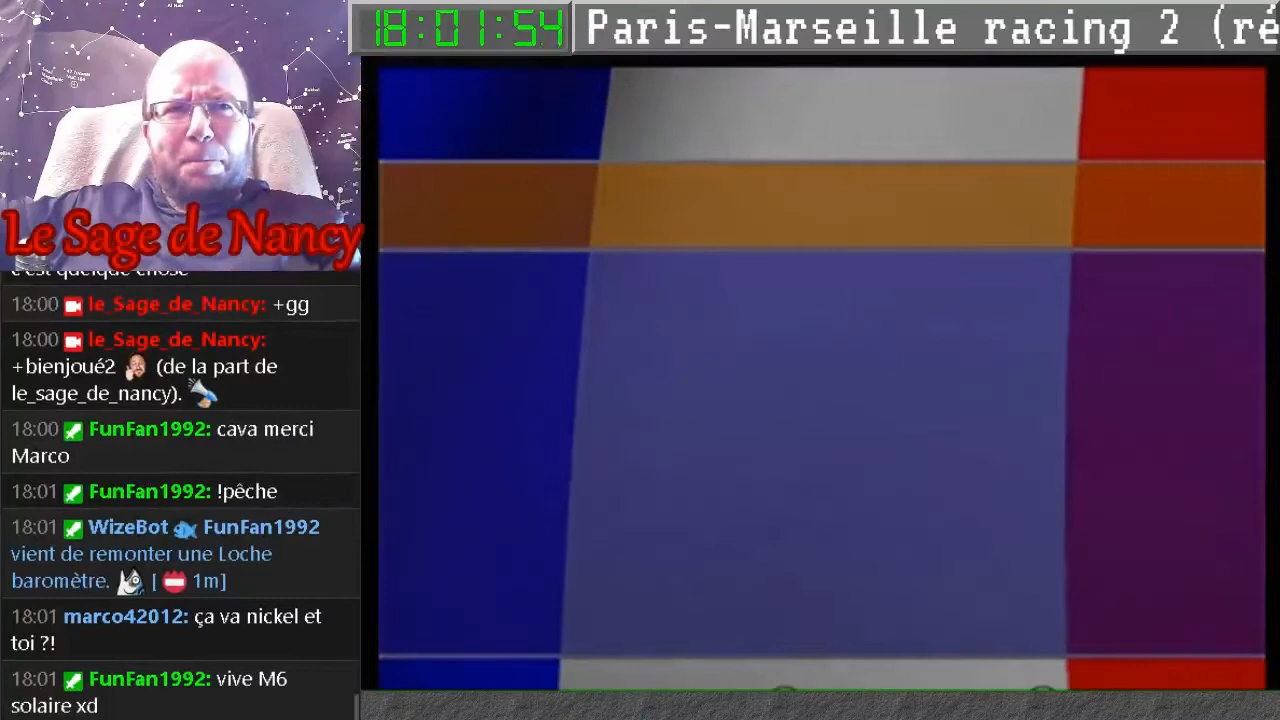 18:01:54
Paris-Marseille racing 2 (ré
Le Sage de Nancy
c'est quelque chose
18:00 le_Sage_de_Nancy: +gg
18:00 le_Sage_de_Nancy:
+bienjoué2 (de la part de
le_sage_de_nancy).
18:00 FunFan1992: cava merci
Marco
18:01 FunFan1992: !pêche
18:01 WizeBot FunFan1992
vient de remonter une Loche
baromètre. [ 1m]
18:01 marco42012: ça va nickel et
toi ?!
18:01 FunFan1992: vive M6
solaire xd